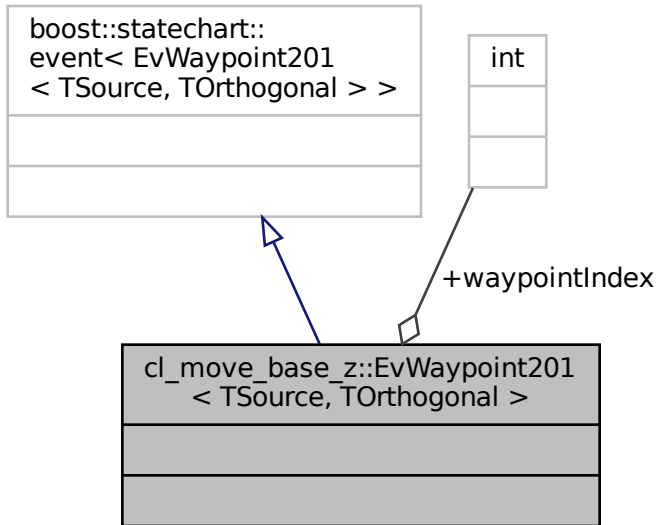 boost::statechart::
event< EvWaypoint201
< TSource, TOrthogonal > >
int
+waypointIndex
cl_move_base_z::EvWaypoint201
< TSource, TOrthogonal >